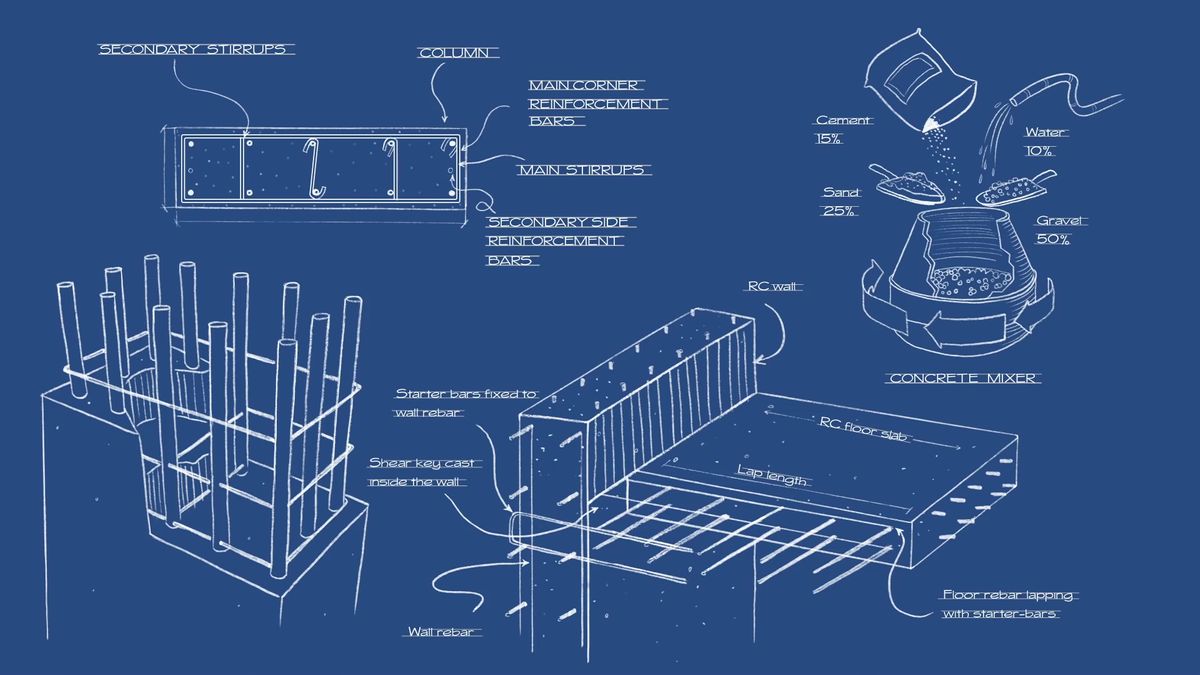 SECONDARY STIRRUPS
COLUMN
MAIN CORNER
REINFORCEMENT
BARS
MAIN STIRRUPS
SECONDARY SIDE
REINFORCEMENT
BARS
Cement
15%
Water
10%
Sand
25%
Gravel
50%
CONCRETE MIXER
RC wall
Starter bars fixed to
wall rebar
Shear key cast
inside the wall
RC floor slab
Lap length
Wall rebar
Floor rebar lapping
with starter-bars